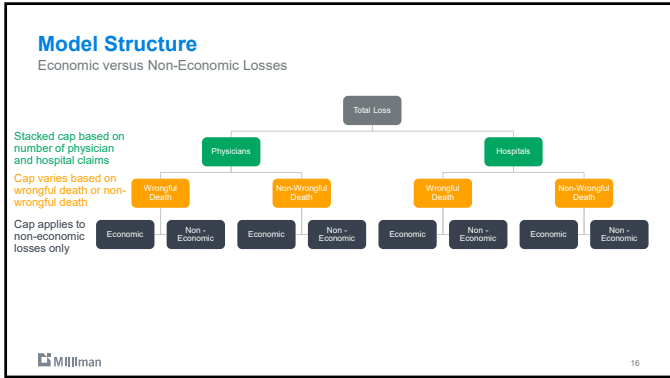 Model Structure
Economic versus Non-Economic Losses
Total Loss
Stacked cap based on
number of physician
and hospital claims
Physicians
Hospitals
Cap varies based on
wrongful death or non-
wrongful death
Wrongful
Death
Non-Wrongful
Death
Wrongful
Death
Non-Wrongful
Death
Cap applies to
non-economic
losses only
Economic
Non -
Economic
Economic
Non -
Economic
Economic
Non -
Economic
Economic
Non -
Economic
Milliman
16